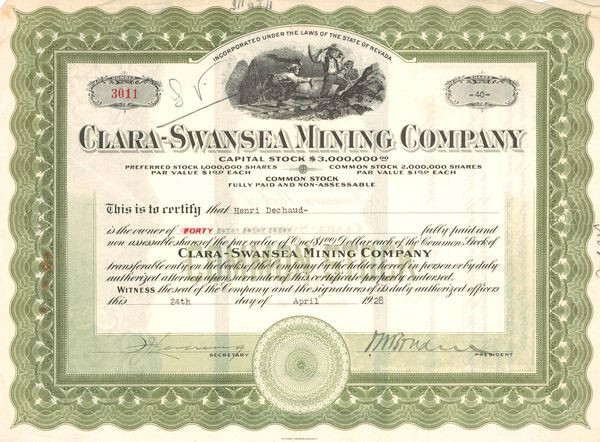 INCORPORATED UNDER THE LAWS OF THE STATE OF NEVADA.
NUMBER
3011
SHARES
-40-
CLARA-SWANSEA MINING COMPANY
CAPITAL STOCK $3,000,000.00
PREFERRED STOCK 1,000,000 SHARES
PAR VALUE $1.00 EACH
COMMON STOCK 2,000,000 SHARES
PAR VALUE $1.00 EACH
COMMON STOCK
FULLY PAID AND NON-ASSESSABLE
This is to certify that Henri Dechaud-
is the owner of FORTY fully paid and
non assessable shares of the par value of One ($1.00) Dollar each of the Common Stock of
CLARA-SWANSEA MINING COMPANY
transferable only on the books of the Company by the holder hereof in person or by duly
authorized attorney upon surrender of this certificate properly endorsed.
WITNESS the seal of the Company and the signatures of its duly authorized officers
this 24th day of April 1928
SECRETARY
PRESIDENT